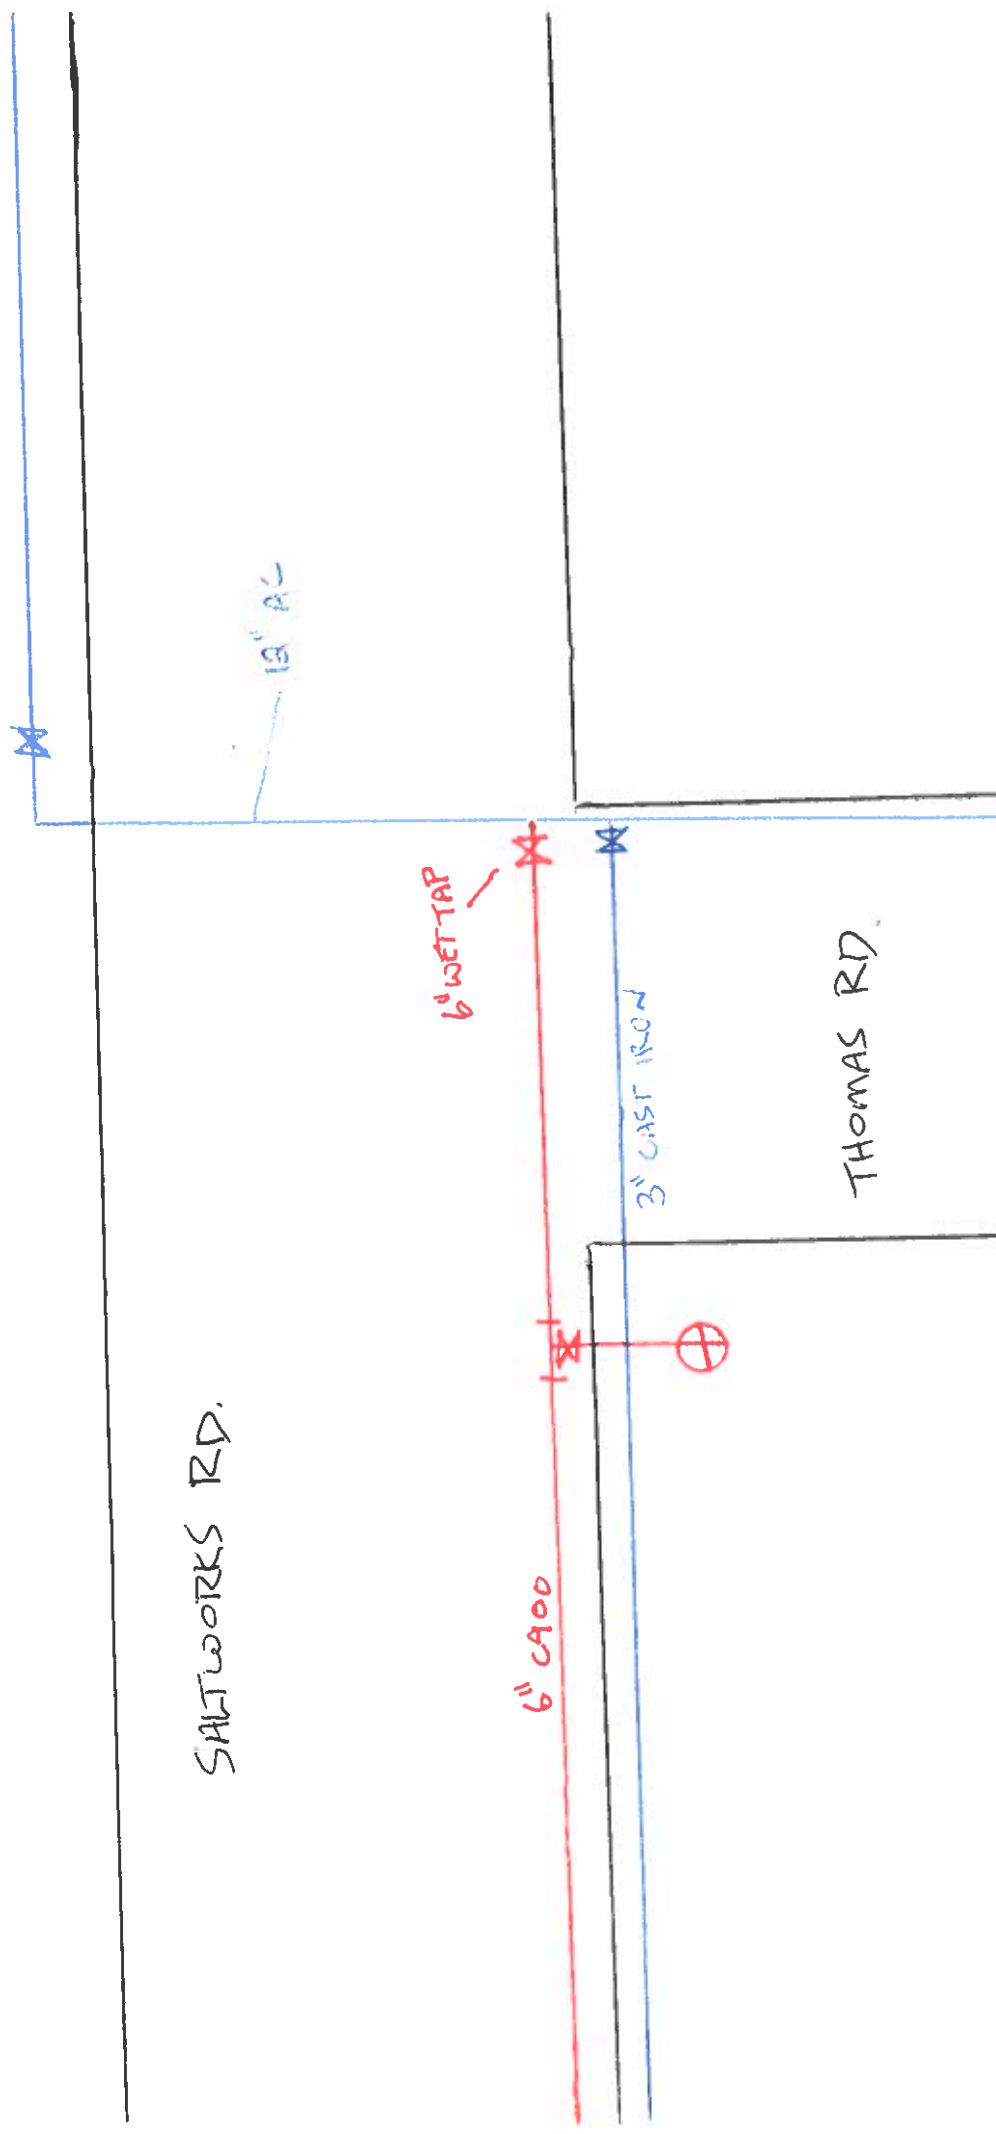 SALTWORKS RD.
6" C900
6" WET TAP
3" CAST IRON
THOMAS RD.
12" AC